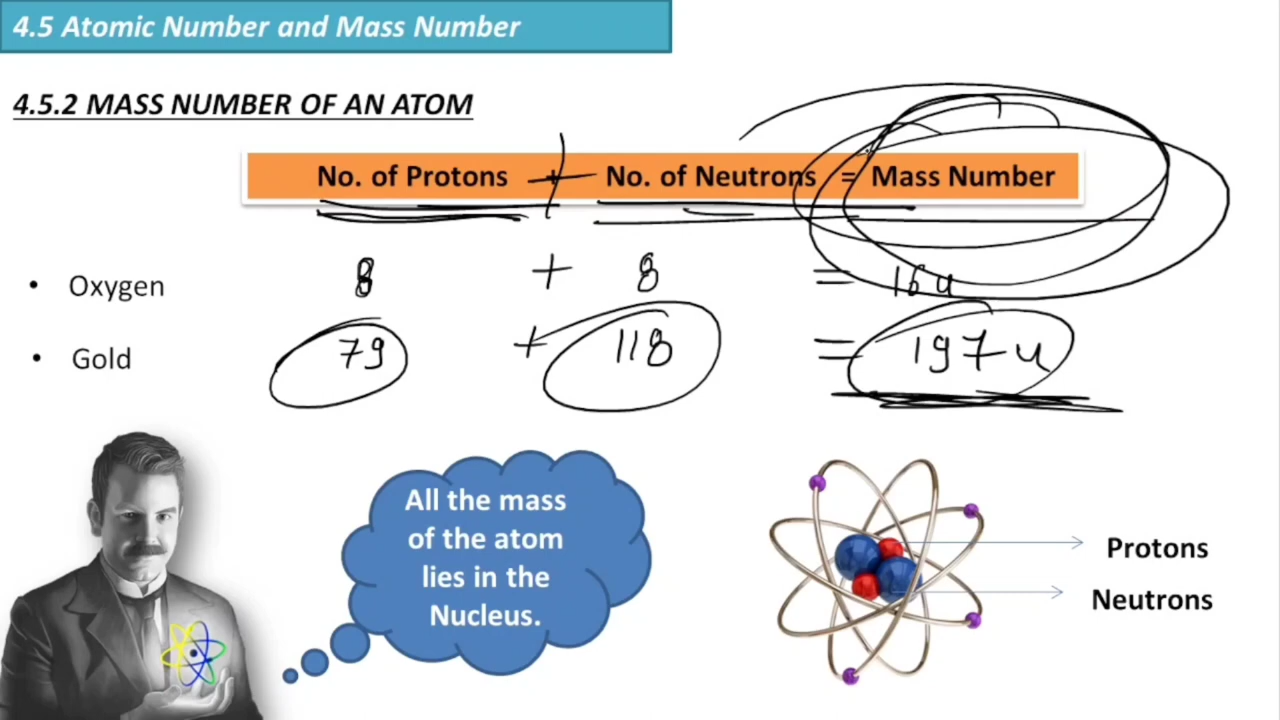 4.5 Atomic Number and Mass Number
4.5.2 MASS NUMBER OF AN ATOM
No. of Protons + No. of Neutrons = Mass Number
• Oxygen 8 + 8 = 16 u
• Gold 79 + 118 = 197 u
All the mass
of the atom
lies in the
Nucleus.
Protons
Neutrons